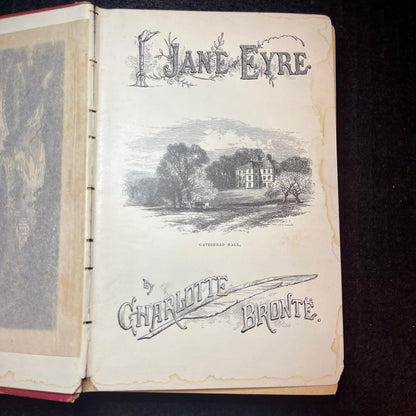 JANE EYRE.
GATESHEAD HALL.
by
CHARLOTTE
BRONTË.